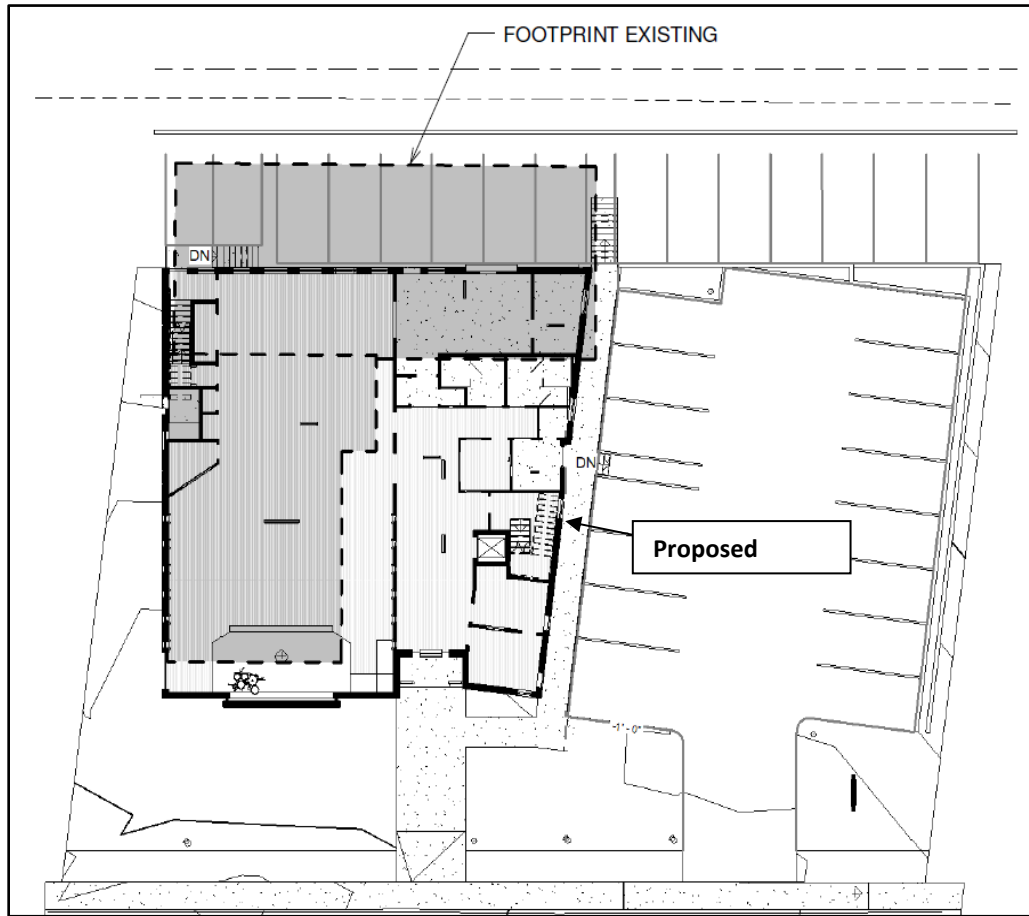 FOOTPRINT EXISTING
DN
DN
Proposed
-1' - 0"